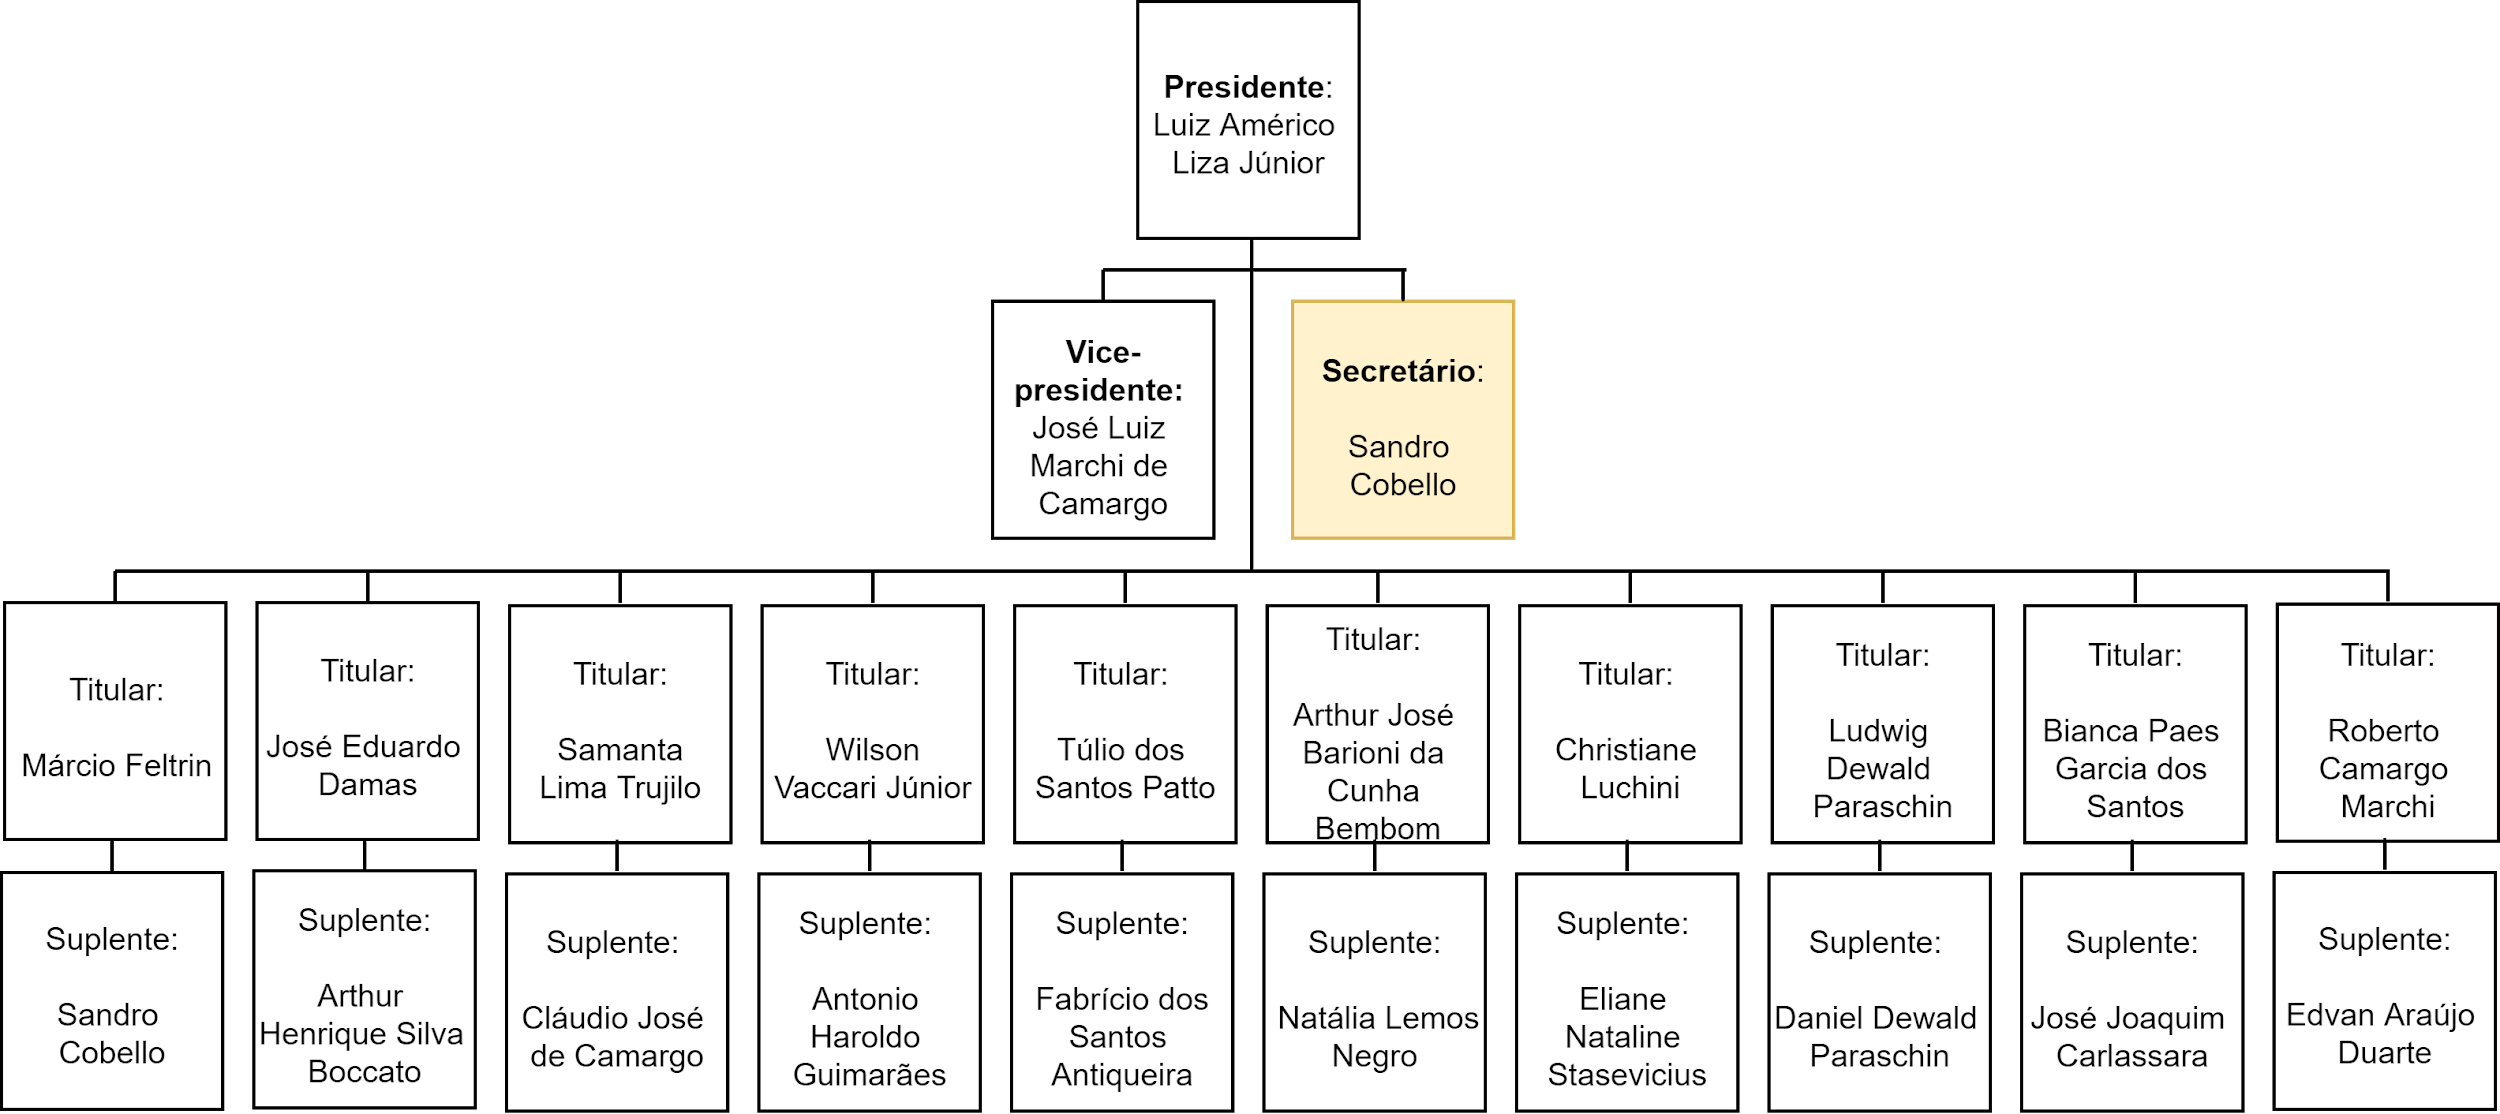 Presidente:
Luiz Américo
Liza Júnior
Vice-
presidente:
José Luiz
Marchi de
Camargo
Secretário:
Sandro
Cobello
Titular:
Márcio Feltrin
Titular:
José Eduardo
Damas
Titular:
Samanta
Lima Trujilo
Titular:
Wilson
Vaccari Júnior
Titular:
Túlio dos
Santos Patto
Titular:
Arthur José
Barioni da
Cunha
Bembom
Titular:
Christiane
Luchini
Titular:
Ludwig
Dewald
Paraschin
Titular:
Bianca Paes
Garcia dos
Santos
Titular:
Roberto
Camargo
Marchi
Suplente:
Sandro
Cobello
Suplente:
Arthur
Henrique Silva
Boccato
Suplente:
Cláudio José
de Camargo
Suplente:
Antonio
Haroldo
Guimarães
Suplente:
Fabrício dos
Santos
Antiqueira
Suplente:
Natália Lemos
Negro
Suplente:
Eliane
Nataline
Stasevicius
Suplente:
Daniel Dewald
Paraschin
Suplente:
José Joaquim
Carlassara
Suplente:
Edvan Araújo
Duarte